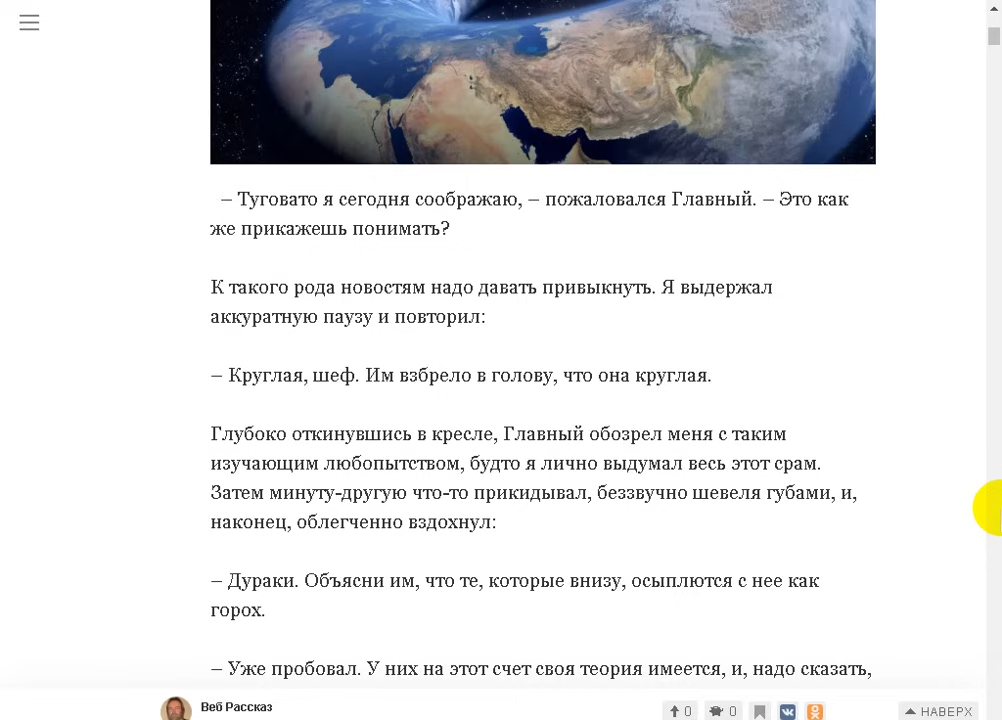 – Туговато я сегодня соображаю, – пожаловался Главный. – Это как
же прикажешь понимать?
К такого рода новостям надо давать привыкнуть. Я выдержал
аккуратную паузу и повторил:
– Круглая, шеф. Им взбрело в голову, что она круглая.
Глубоко откинувшись в кресле, Главный обозрел меня с таким
изучающим любопытством, будто я лично выдумал весь этот срам.
Затем минуту-другую что-то прикидывал, беззвучно шевеля губами, и,
наконец, облегченно вздохнул:
– Дураки. Объясни им, что те, которые внизу, осыплются с нее как
горох.
– Уже пробовал. У них на этот счет своя теория имеется, и, надо сказать,
Веб Рассказ
0
0
НАВЕРХ